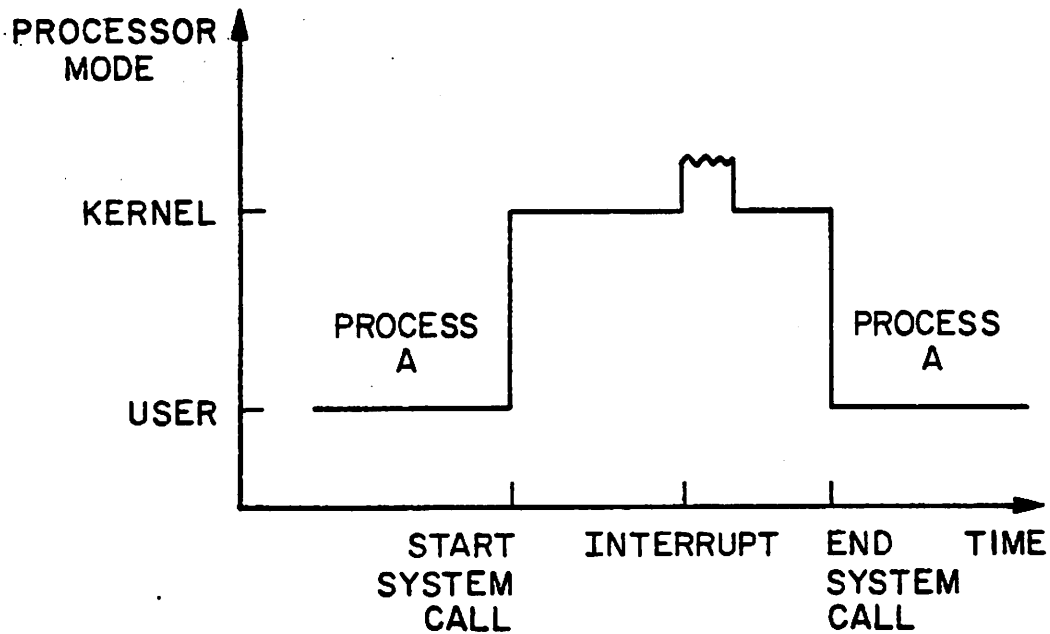 PROCESSOR
MODE
KERNEL
PROCESS
A
PROCESS
A
USER
START
SYSTEM
CALL
INTERRUPT
END
SYSTEM
CALL
TIME